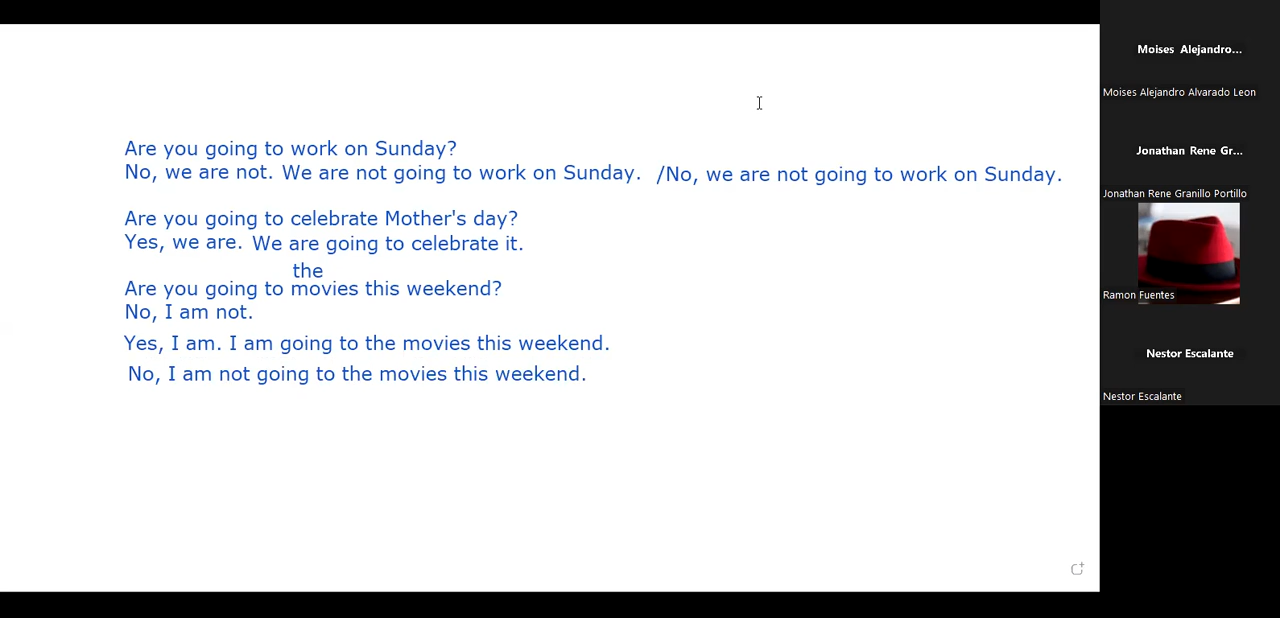 Are you going to work on Sunday?
No, we are not. We are not going to work on Sunday. /No, we are not going to work on Sunday.
Are you going to celebrate Mother's day?
Yes, we are. We are going to celebrate it.
the
Are you going to movies this weekend?
No, I am not.
Yes, I am. I am going to the movies this weekend.
No, I am not going to the movies this weekend.
Moises Alejandro...
Moises Alejandro Alvarado Leon
Jonathan Rene Gr...
Jonathan Rene Granillo Portillo
Ramon Fuentes
Nestor Escalante
Nestor Escalante